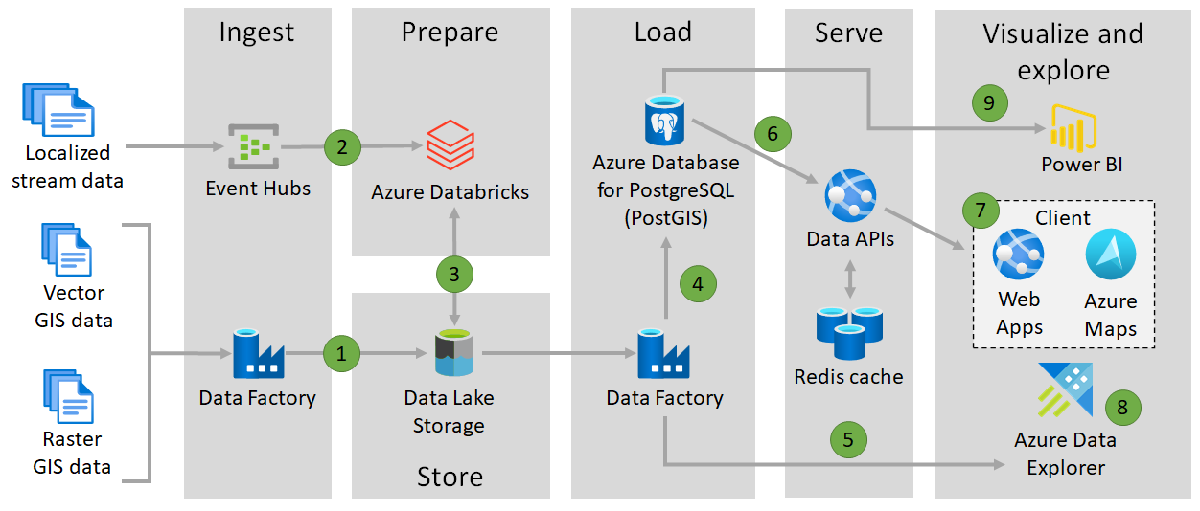 Ingest
Prepare
Load
Serve
Visualize and
explore
Localized
stream data
Event Hubs
2
Azure Databricks
Azure Database
for PostgreSQL
(PostGIS)
6
9
Power BI
Data APIs
7
Client
Web
Apps
Azure
Maps
Vector
GIS data
3
4
Raster
GIS data
Data Factory
1
Data Lake
Storage
Store
Data Factory
Redis cache
5
8
Azure Data
Explorer